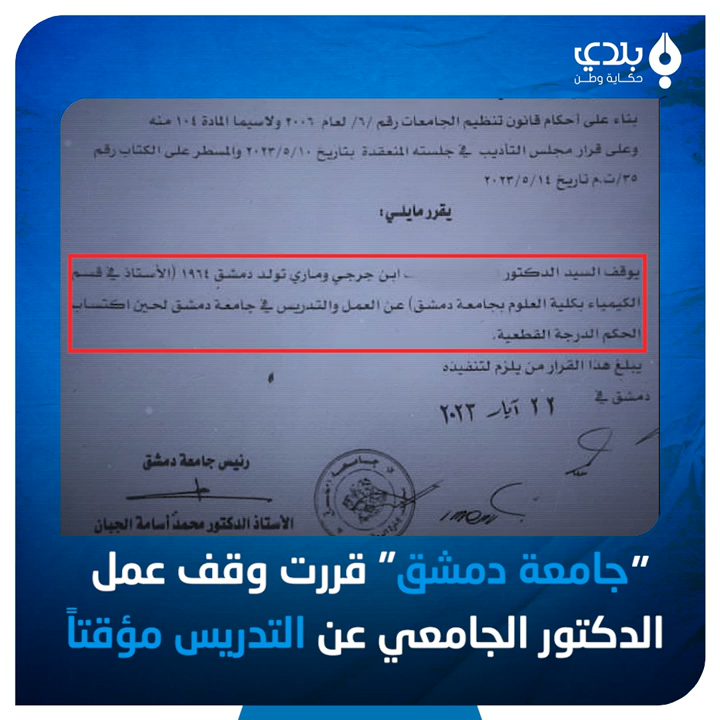 بلدي
حكاية وطن
بناء على أحكام قانون تنظيم الجامعات رقم /٦/ لعام ٢٠٠٦ ولاسيما المادة ١٠٤ منه
وعلى قرار مجلس التأديب في جلسته المنعقدة بتاريخ ٢٠٢٣/٥/١٠ والمسطر على الكتاب رقم
٣٥/ت.م تاريخ ٢٠٢٣/٥/١٤
يقرر مايلي:
يوقف السيد الدكتور ابن جرجي وماري تولد دمشق ١٩٦٤ (الأستاذ في قسم
الكيمياء بكلية العلوم بجامعة دمشق) عن العمل والتدريس في جامعة دمشق لحين اكتساب
الحكم الدرجة القطعية.
يبلغ هذا القرار من يلزم لتنفيذه
دمشق في ٢٢ آيار ٢٠٢٣
رئيس جامعة دمشق
الأستاذ الدكتور محمد أسامة الجبان
"جامعة دمشق" قررت وقف عمل
الدكتور الجامعي عن التدريس مؤقتاً